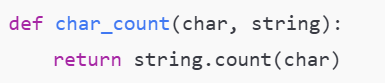 def char_count(char, string):
    return string.count(char)